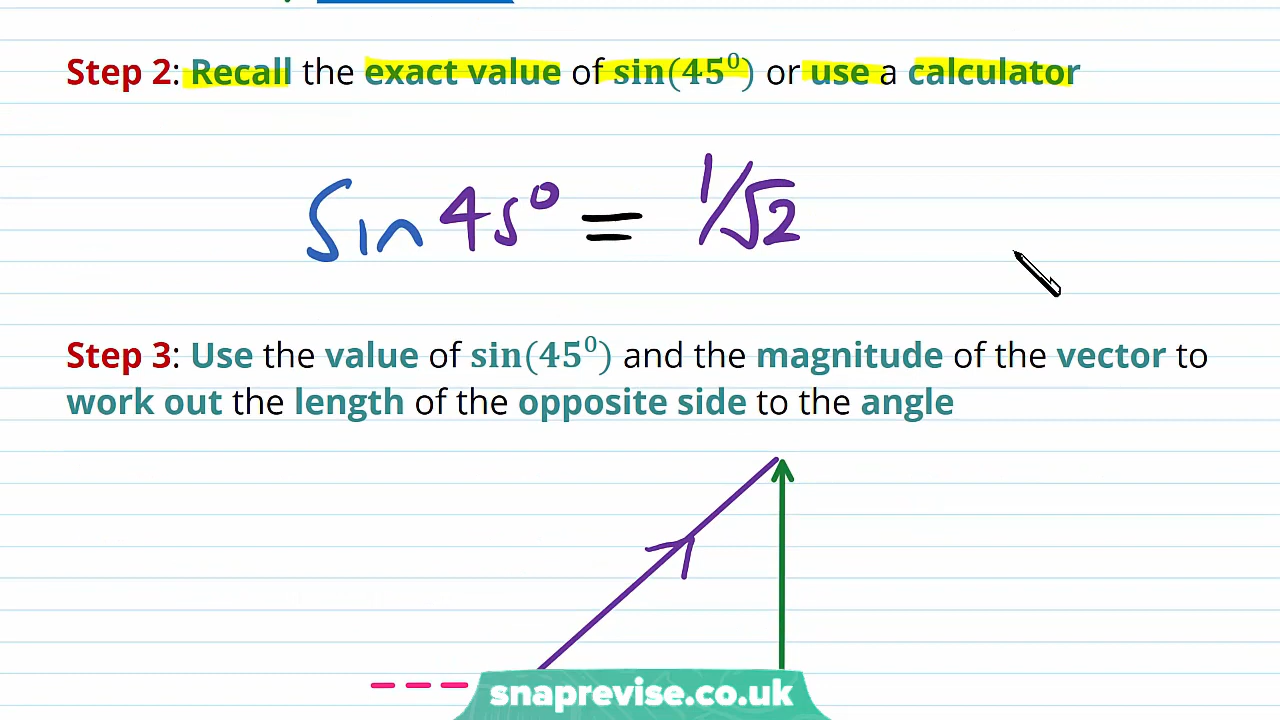 Step 2: Recall the exact value of sin(45⁰) or use a calculator
Sin 45⁰ = 1/√2
Step 3: Use the value of sin(45⁰) and the magnitude of the vector to
work out the length of the opposite side to the angle
snaprevise.co.uk